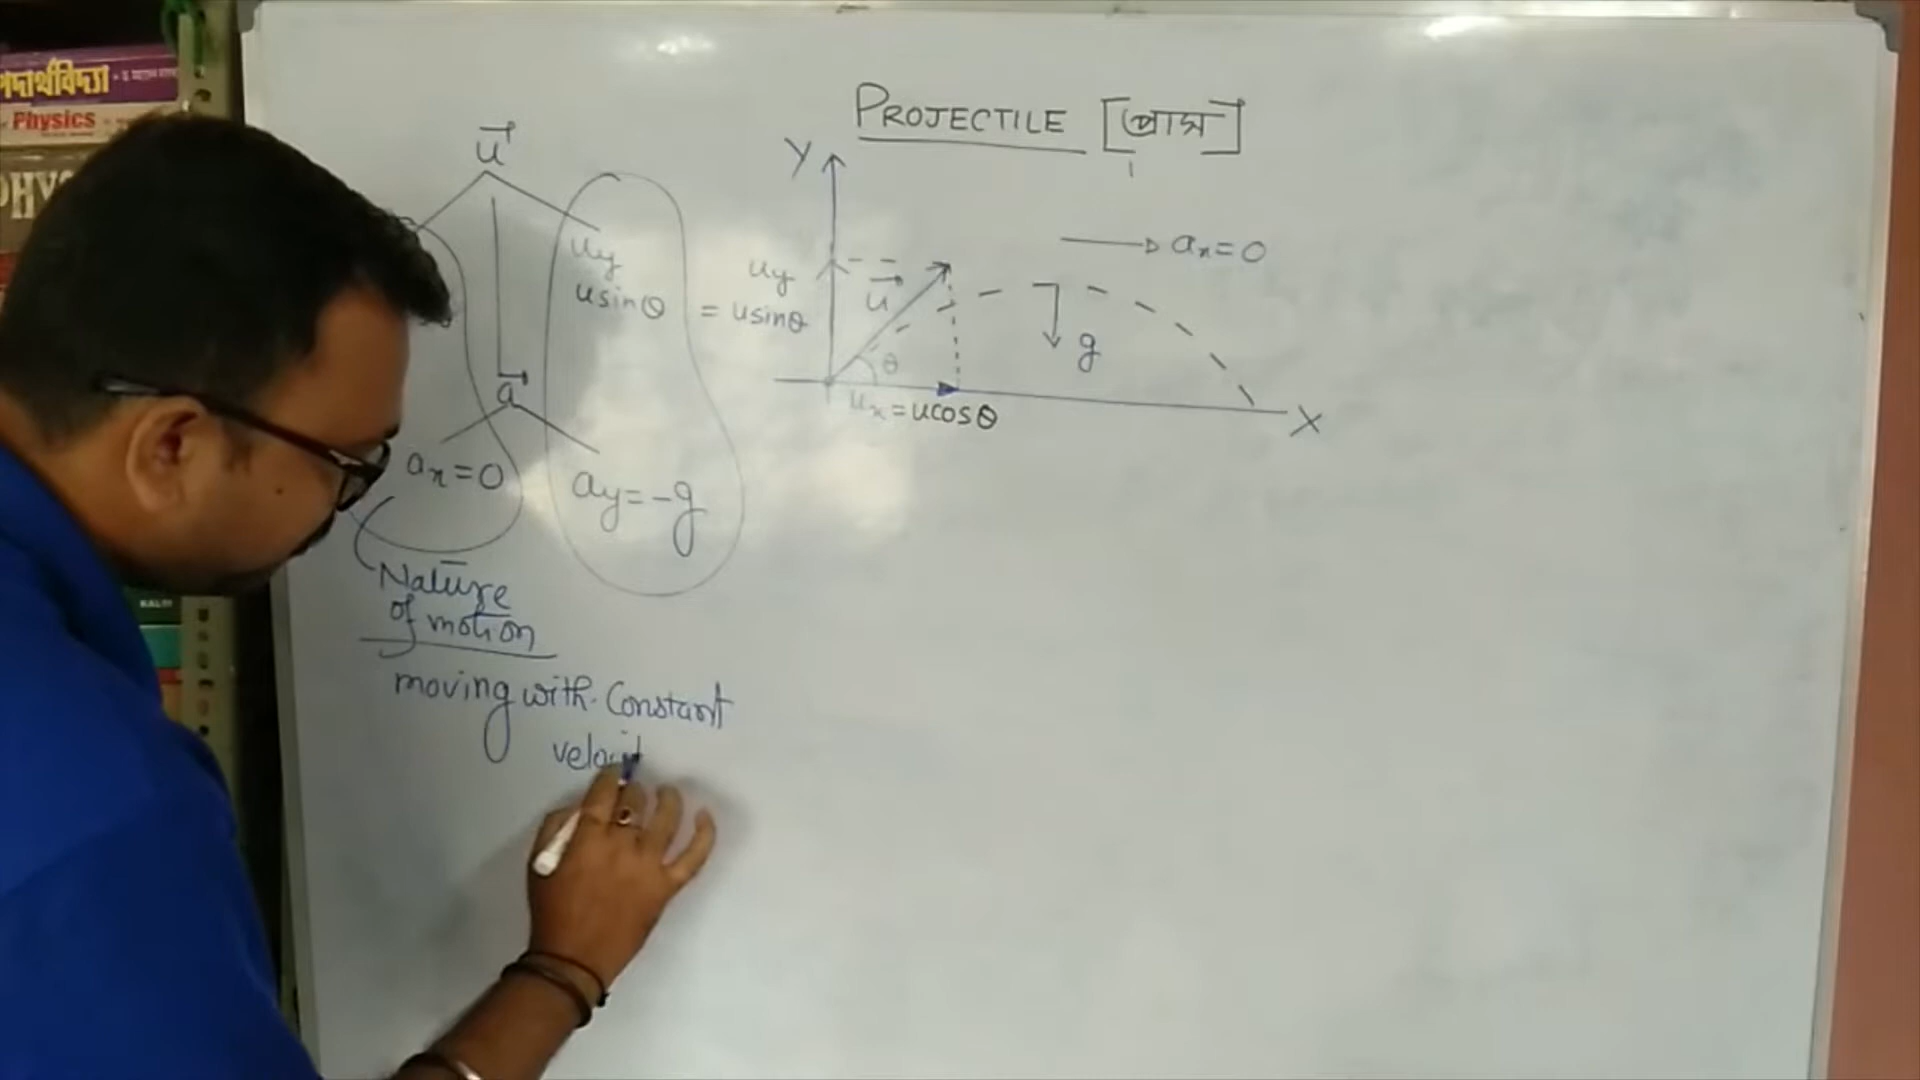 পদার্থবিদ্যা
Physics
PROJECTILE [প্রাস]
Y
u
uy
usinθ
= usinθ
uy
u
θ
→ ax=0
g
ux=ucosθ
X
a
ax=0
ay=-g
Nature
of motion
moving with constant
velocit